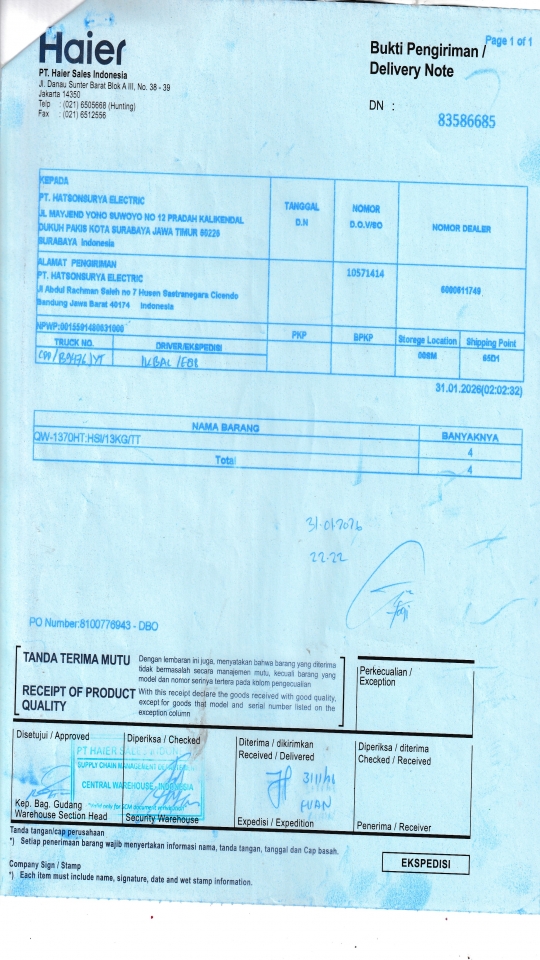 Haier
Page 1 of 1
PT. Haier Sales Indonesia
Jl. Danau Sunter Barat Blok A III, No. 38 - 39
Jakarta 14350
Telp : (021) 6505668 (Hunting)
Fax : (021) 6512556
Bukti Pengiriman /
Delivery Note
DN :
83586685
KEPADA
PT. HATSONSURYA ELECTRIC
JL MAYJEND YONO SUWOYO NO 12 PRADAH KALIKENDAL
DUKUH PAKIS KOTA SURABAYA JAWA TIMUR 60226
SURABAYA Indonesia
TANGGAL
D.N
NOMOR
D.O.V/SO
NOMOR DEALER
ALAMAT PENGIRIMAN
PT. HATSONSURYA ELECTRIC
Jl Abdul Rachman Saleh no 7 Husen Sastranegara Cicendo
Bandung Jawa Barat 40174 Indonesia
10571414
NPWP:
PKP
BPKP
Storege Location
Shipping Point
TRUCK NO.
DRIVER/EKSPEDISI
65D1
31.01.2026(02:02:32)
NAMA BARANG
BANYAKNYA
QW-1370HT:HSI/13KG/TT
4
Total
4
31-01-2026
22-22
PO Number:8100776943 - DBO
TANDA TERIMA MUTU
Dengan lembaran ini juga, menyatakan bahwa barang yang diterima
tidak bermasalah secara manajemen mutu, kecuali barang yang
model dan nomor serinya tertera pada kolom pengecualian
RECEIPT OF PRODUCT
QUALITY
With this receipt declare the goods received with good quality,
except for goods that model and serial number listed on the
exception column
Perkecualian /
Exception
Disetujui / Approved
Diperiksa / Checked
Diterima / dikirimkan
Received / Delivered
Diperiksa / diterima
Checked / Received
PT HAIER SALES INDONESIA
SUPPLY CHAIN MANAGEMENT
CENTRAL WAREHOUSE - INDONESIA
Kep. Bag. Gudang
Warehouse Section Head
Security Warehouse
Expedisi / Expedition
Penerima / Receiver
Tanda tangan/cap perusahaan
*) Setiap penerimaan barang wajib menyertakan informasi nama, tanda tangan, tanggal dan Cap basah.
EKSPEDISI
Company Sign / Stamp
*) Each item must include name, signature, date and wet stamp information.